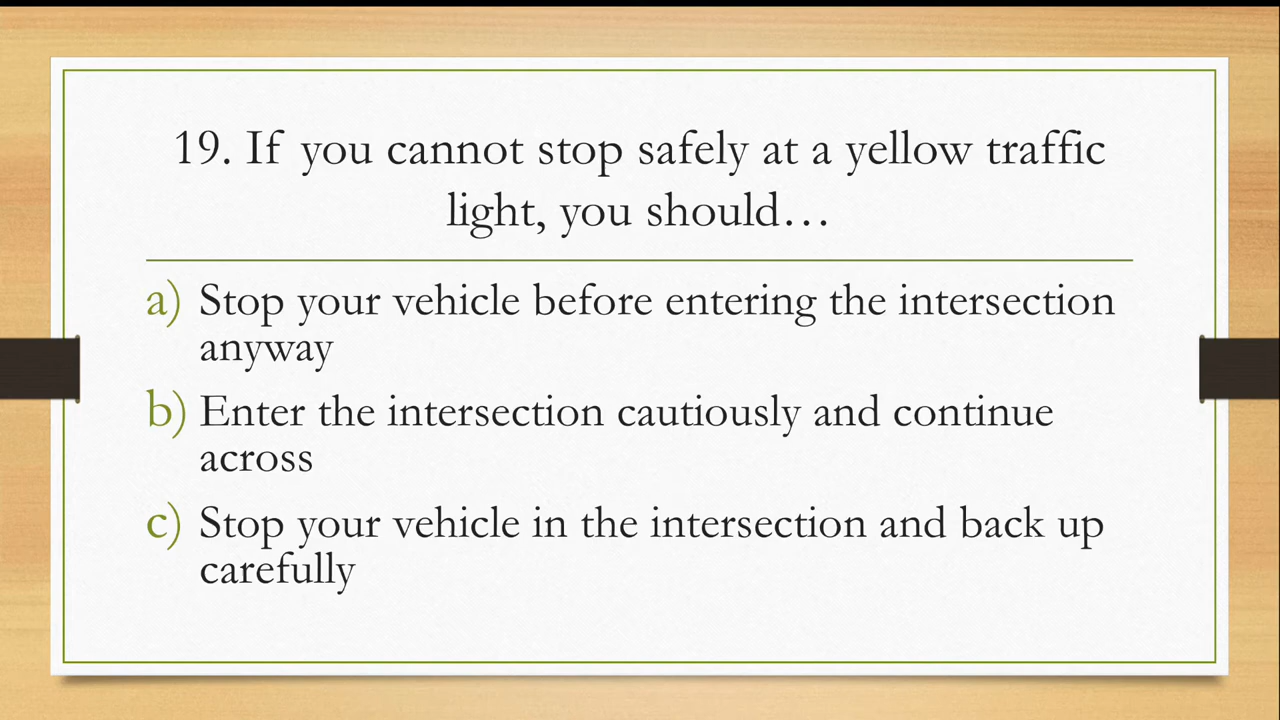 19. If you cannot stop safely at a yellow traffic
light, you should…
a) Stop your vehicle before entering the intersection
anyway
b) Enter the intersection cautiously and continue
across
c) Stop your vehicle in the intersection and back up
carefully